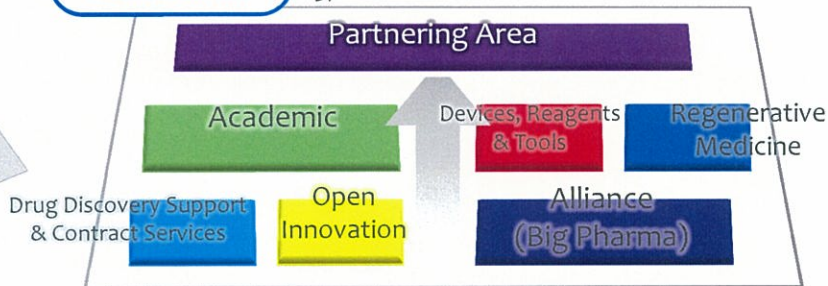 Partnering Area
Academic
Devices, Reagents
& Tools
Regenerative
Medicine
Drug Discovery Support
& Contract Services
Open
Innovation
Alliance
(Big Pharma)